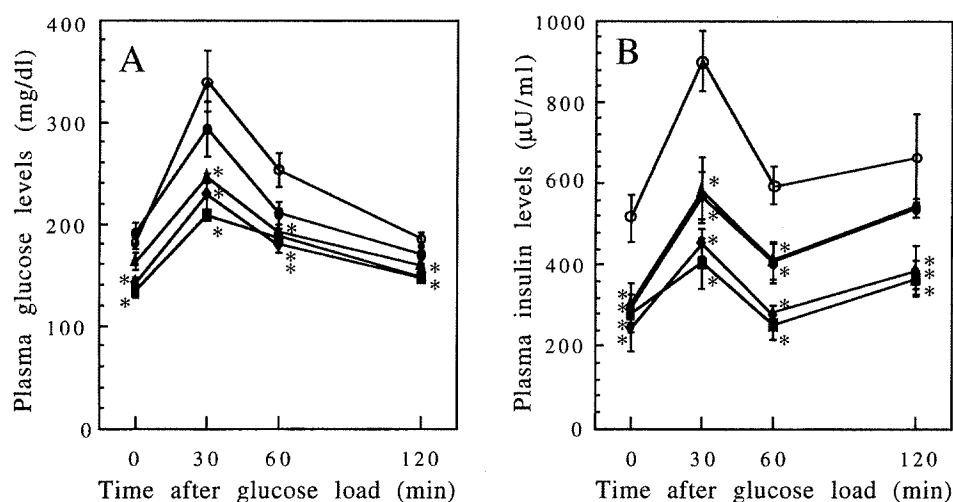 A
Plasma glucose levels (mg/dl)
400
300
200
100
0
0 30 60 120
Time after glucose load (min)
B
Plasma insulin levels (μU/ml)
1000
800
600
400
200
0
0 30 60 120
Time after glucose load (min)